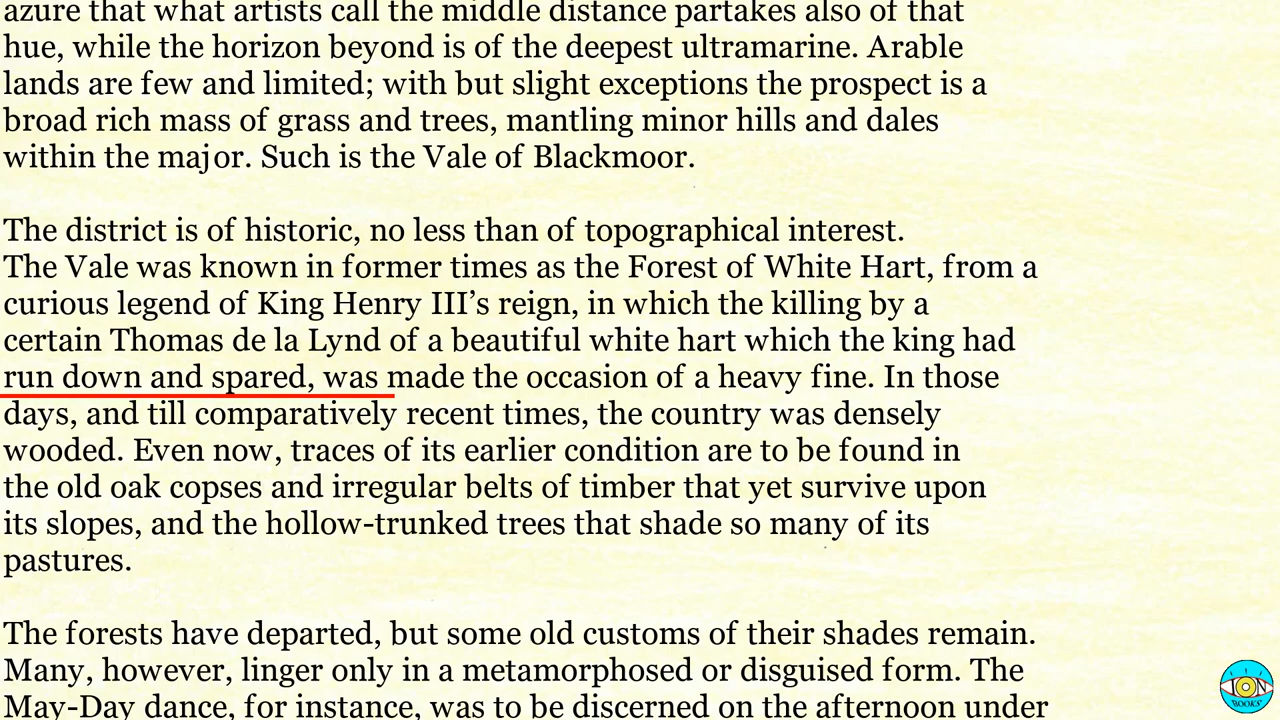 azure that what artists call the middle distance partakes also of that
hue, while the horizon beyond is of the deepest ultramarine. Arable
lands are few and limited; with but slight exceptions the prospect is a
broad rich mass of grass and trees, mantling minor hills and dales
within the major. Such is the Vale of Blackmoor.
The district is of historic, no less than of topographical interest.
The Vale was known in former times as the Forest of White Hart, from a
curious legend of King Henry III’s reign, in which the killing by a
certain Thomas de la Lynd of a beautiful white hart which the king had
run down and spared, was made the occasion of a heavy fine. In those
days, and till comparatively recent times, the country was densely
wooded. Even now, traces of its earlier condition are to be found in
the old oak copses and irregular belts of timber that yet survive upon
its slopes, and the hollow-trunked trees that shade so many of its
pastures.
The forests have departed, but some old customs of their shades remain.
Many, however, linger only in a metamorphosed or disguised form. The
May-Day dance, for instance, was to be discerned on the afternoon under
ION
BOOKS